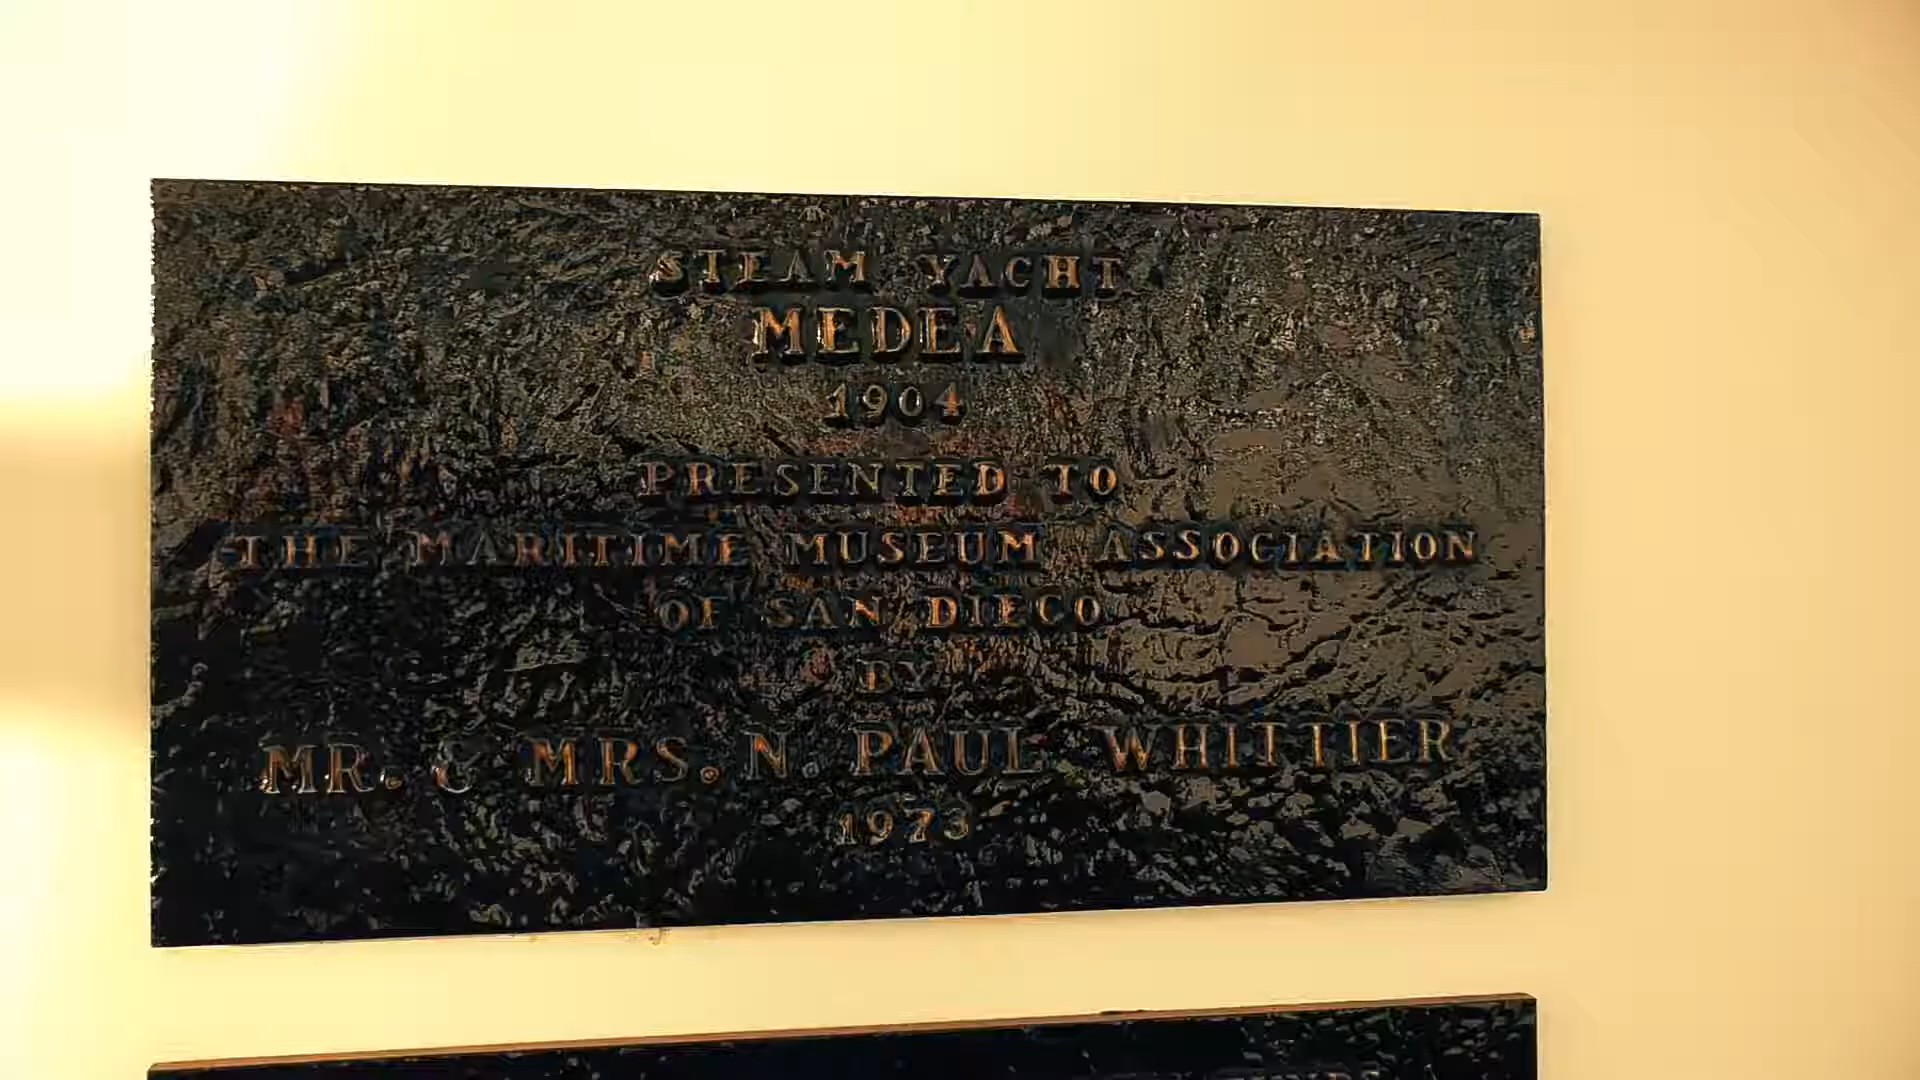 STEAM YACHT
MEDEA
1904
PRESENTED TO
THE MARITIME MUSEUM ASSOCIATION
OF SAN DIEGO
BY
MR. & MRS. N. PAUL WHITTIER
1973